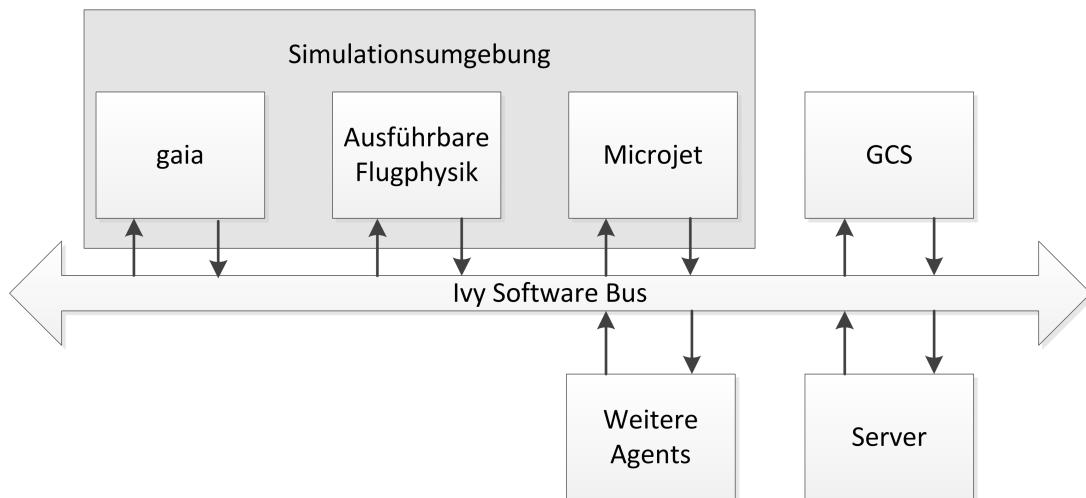 Simulationsumgebung
gaia
Ausführbare
Flugphysik
Microjet
GCS
Ivy Software Bus
Weitere
Agents
Server